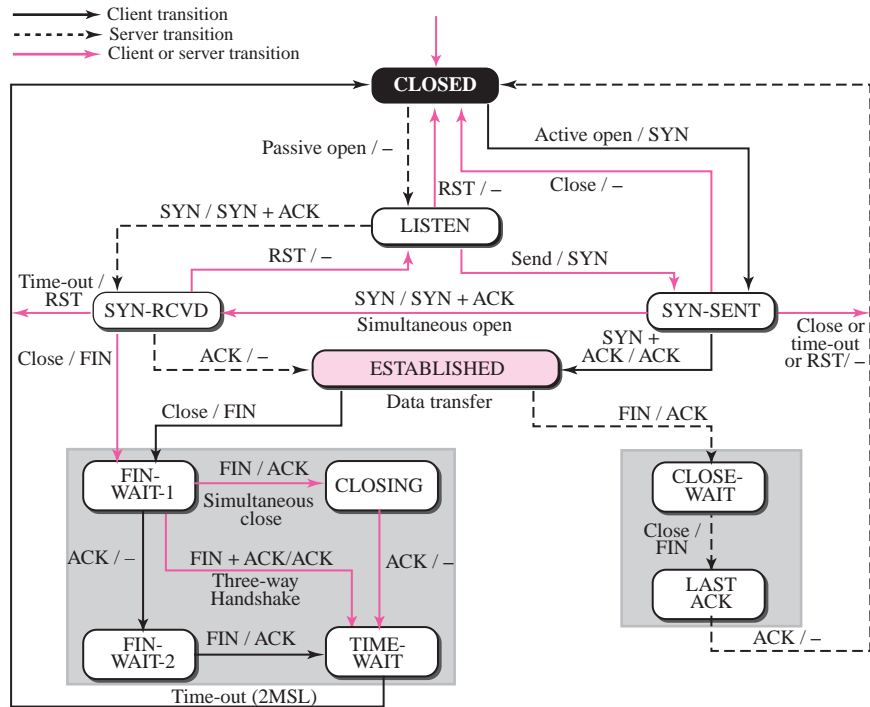 Client transition
Server transition
Client or server transition
CLOSED
Passive open / –
Active open / SYN
RST / –
Close / –
SYN / SYN + ACK
LISTEN
RST / –
Send / SYN
Time-out /
RST
SYN-RCVD
SYN / SYN + ACK
Simultaneous open
SYN-SENT
Close or
time-out
or RST/ –
Close / FIN
ACK / –
SYN +
ACK / ACK
ESTABLISHED
Data transfer
Close / FIN
FIN / ACK
FIN-
WAIT-1
FIN / ACK
Simultaneous
close
CLOSING
CLOSE-
WAIT
Close /
FIN
ACK / –
FIN + ACK/ACK
Three-way
Handshake
ACK / –
LAST
ACK
FIN-
WAIT-2
FIN / ACK
TIME-
WAIT
ACK / –
Time-out (2MSL)